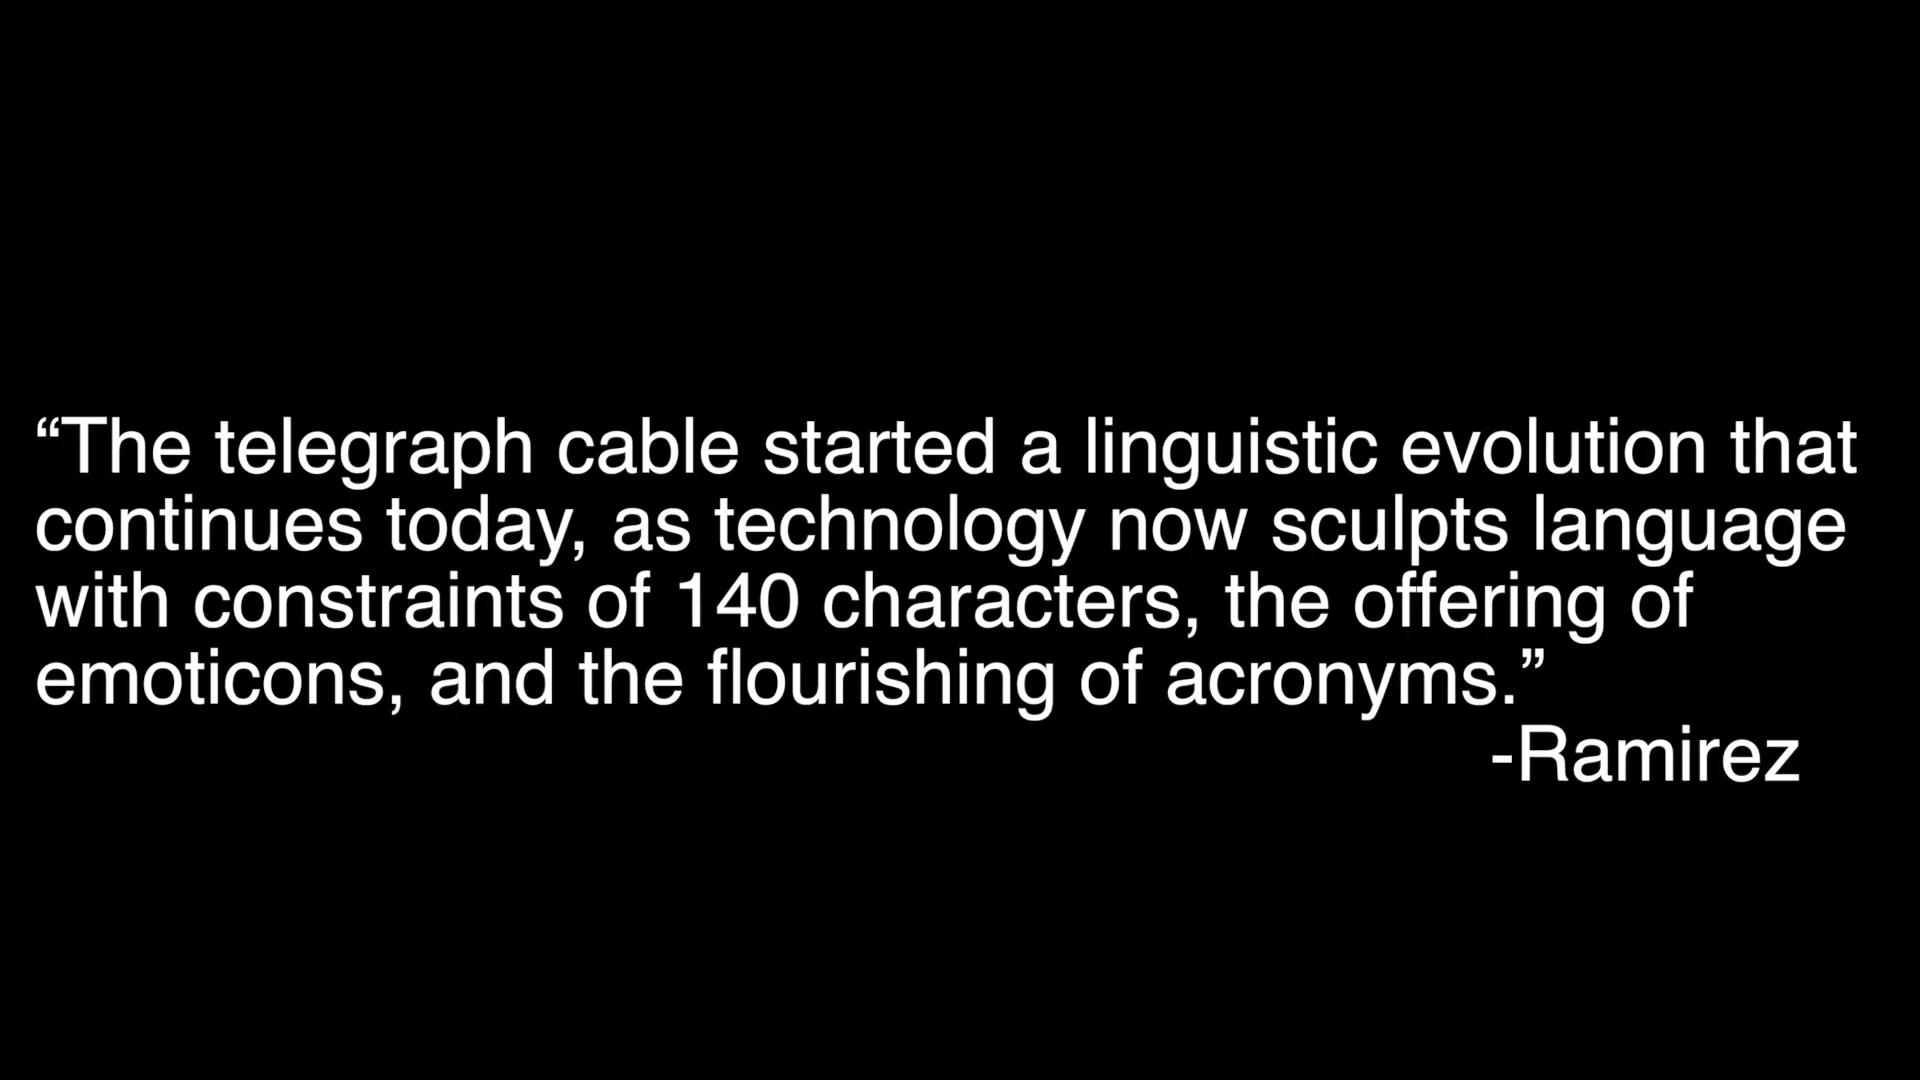 “The telegraph cable started a linguistic evolution that
continues today, as technology now sculpts language
with constraints of 140 characters, the offering of
emoticons, and the flourishing of acronyms.”
-Ramirez